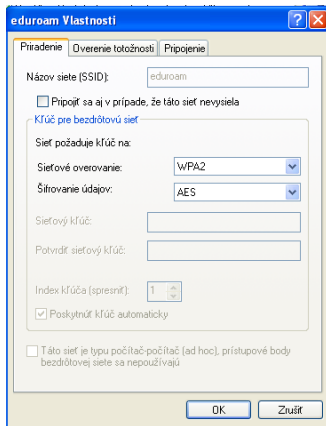 eduroam Vlastnosti
Priradenie Overenie totožnosti Pripojenie
Názov siete (SSID): eduroam
Pripojiť sa aj v prípade, že táto sieť nevysiela
Kľúč pre bezdrôtovú sieť
Sieť požaduje kľúč na:
Sieťové overovanie: WPA2
Šifrovanie údajov: AES
Sieťový kľúč:
Potvrdiť sieťový kľúč:
Index kľúča (spresniť): 1
Poskytnúť kľúč automaticky
Táto sieť je typu počítač-počítač (ad hoc), prístupové body
bezdrôtovej siete sa nepoužívajú
OK Zrušiť